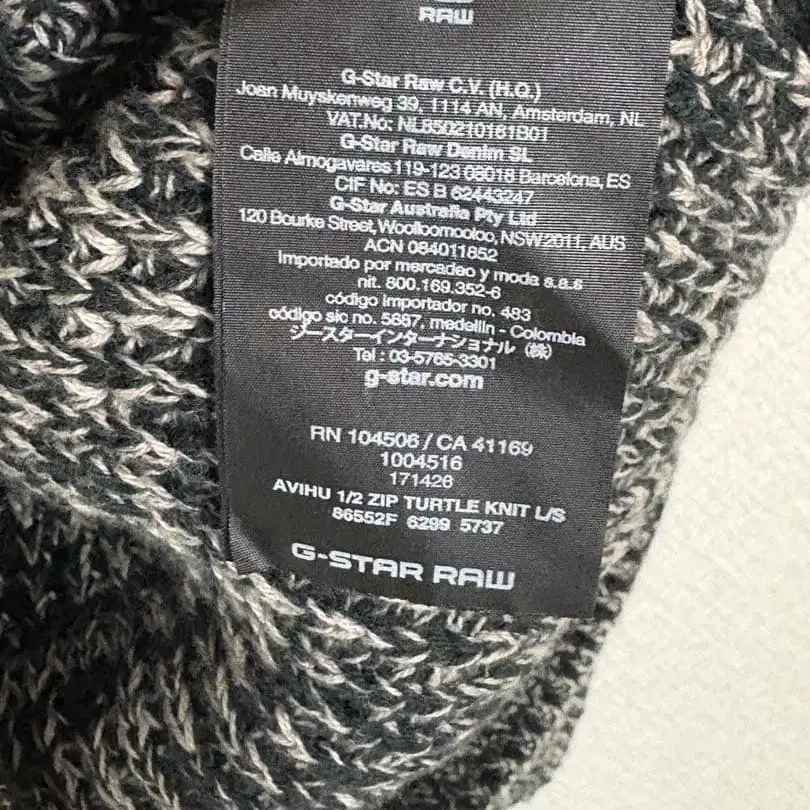 RAW
G-Star Raw C.V. (H.Q.)
Joan Muyskenweg 39, 1114 AN, Amsterdam, NL
VAT.No: NL850210161B01
G-Star Raw Denim SL
Calle Almogavares 119-123 08018 Barcelona, ES
CIF No: ES B 62443247
G-Star Australia Pty Ltd
120 Bourke Street, Woolloomooloo, NSW2011, AUS
ACN 084011852
Importado por mercadeo y moda s.a.s
nit. 800.169.352-6
código importador no. 483
código sic no. 5667, medellin - Colombia
ジースターインターナショナル (株)
Tel : 03-5765-3301
g-star.com
RN 104506 / CA 41169
1004516
171426
AVIHU 1/2 ZIP TURTLE KNIT L/S
86552F 6299 5737
G-STAR RAW